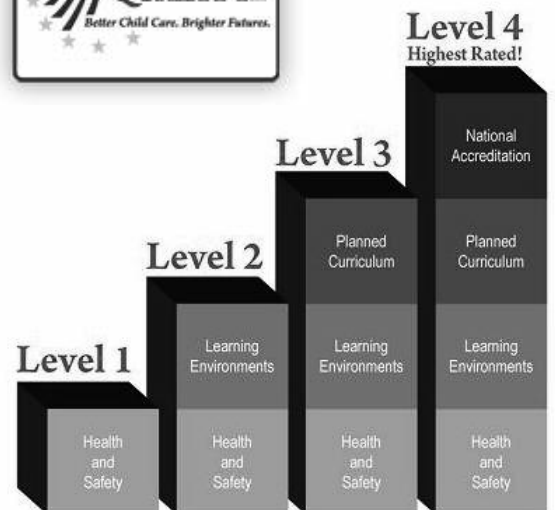 Better Child Care. Brighter Futures.
Level 4
Highest Rated!
National
Accreditation
Level 3
Planned
Curriculum
Planned
Curriculum
Level 2
Learning
Environments
Learning
Environments
Learning
Environments
Level 1
Health
and
Safety
Health
and
Safety
Health
and
Safety
Health
and
Safety